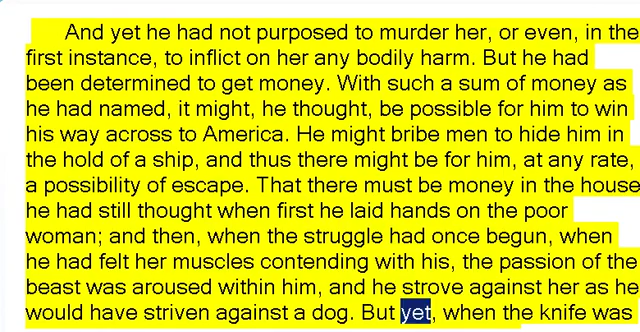 And yet he had not purposed to murder her, or even, in the
first instance, to inflict on her any bodily harm. But he had
been determined to get money. With such a sum of money as
he had named, it might, he thought, be possible for him to win
his way across to America. He might bribe men to hide him in
the hold of a ship, and thus there might be for him, at any rate,
a possibility of escape. That there must be money in the house
he had still thought when first he laid hands on the poor
woman; and then, when the struggle had once begun, when
he had felt her muscles contending with his, the passion of the
beast was aroused within him, and he strove against her as he
would have striven against a dog. But yet, when the knife was